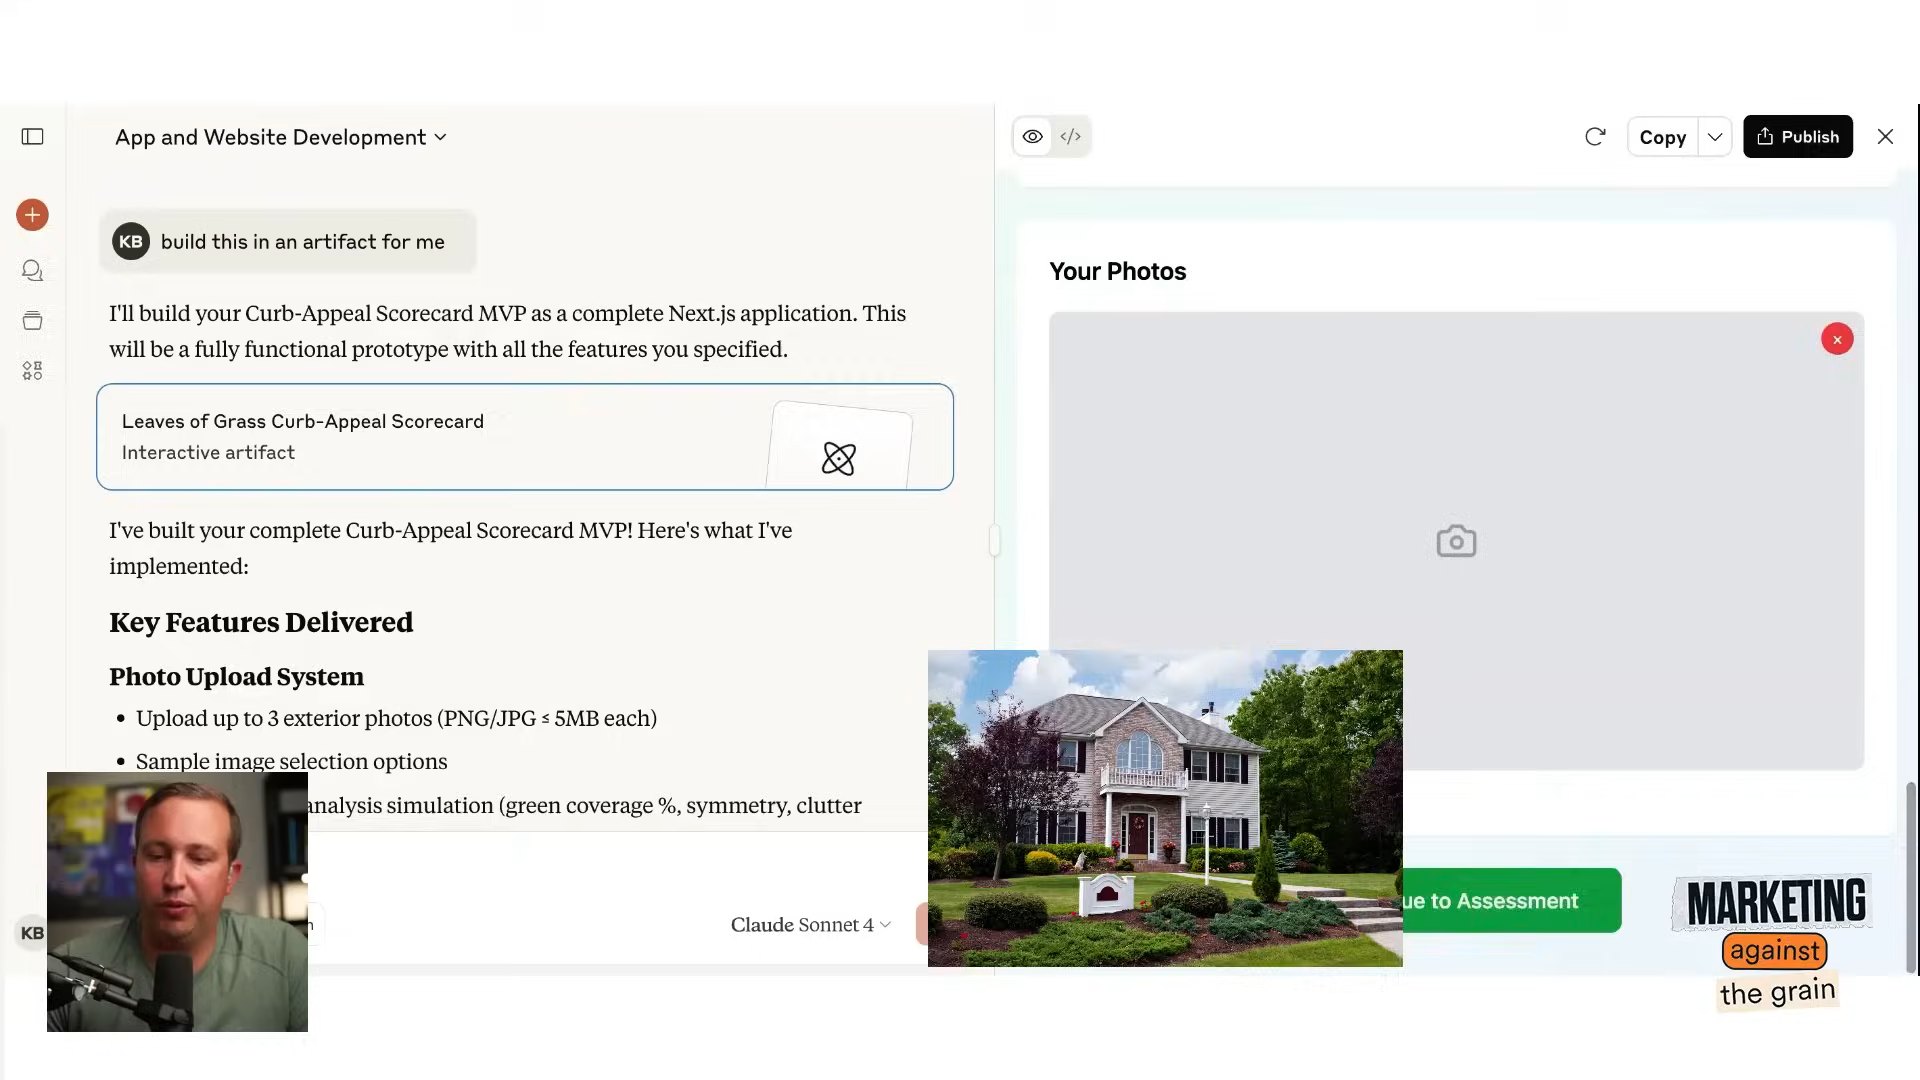 App and Website Development
Copy
Publish
KB
build this in an artifact for me
I'll build your Curb-Appeal Scorecard MVP as a complete Next.js application. This
will be a fully functional prototype with all the features you specified.
Leaves of Grass Curb-Appeal Scorecard
Interactive artifact
I've built your complete Curb-Appeal Scorecard MVP! Here's what I've
implemented:
Key Features Delivered
Photo Upload System
• Upload up to 3 exterior photos (PNG/JPG ≤ 5MB each)
• Sample image selection options
analysis simulation (green coverage %, symmetry, clutter
KB
Claude Sonnet 4
Your Photos
ue to Assessment
MARKETING
against
the grain